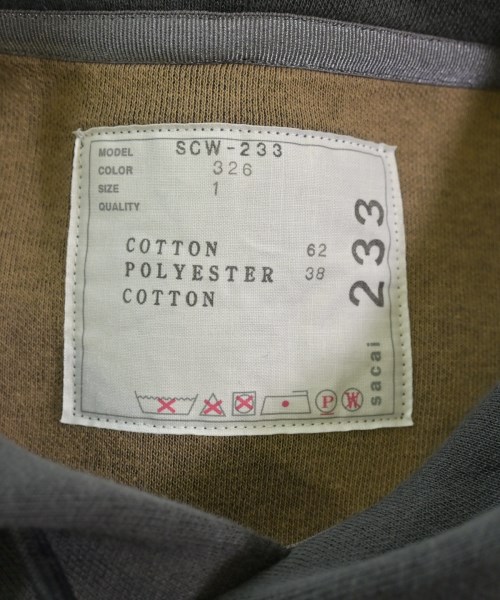 MODEL SCW-233
COLOR 326
SIZE 1
QUALITY
COTTON 62
POLYESTER 38
COTTON
233
sacai
P
W